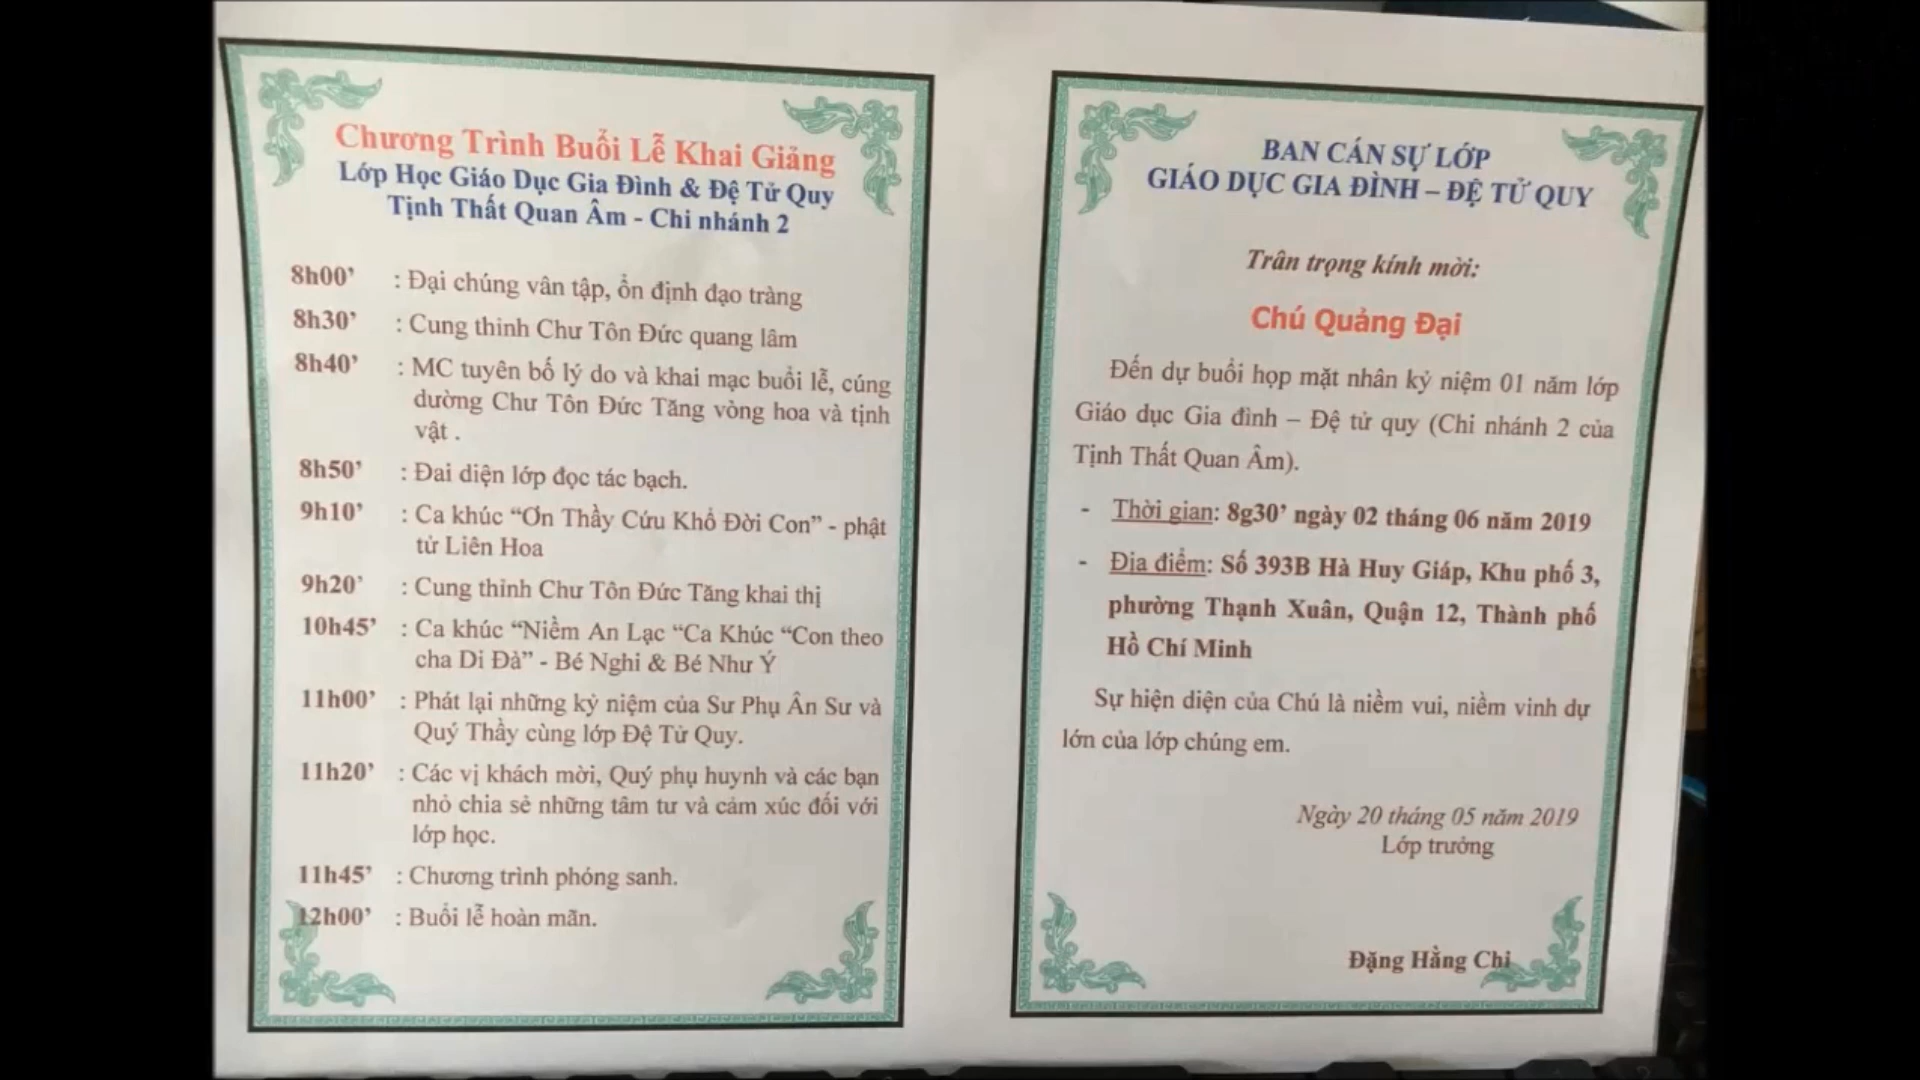 Chương Trình Buổi Lễ Khai Giảng
Lớp Học Giáo Dục Gia Đình & Đệ Tử Quy
Tịnh Thất Quan Âm - Chi nhánh 2
8h00’ : Đại chúng vân tập, ổn định đạo tràng
8h30’ : Cung thỉnh Chư Tôn Đức quang lâm
8h40’ : MC tuyên bố lý do và khai mạc buổi lễ, cúng
dường Chư Tôn Đức Tăng vòng hoa và tịnh
vật .
8h50’ : Đai diện lớp đọc tác bạch.
9h10’ : Ca khúc “Ơn Thầy Cứu Khổ Đời Con” - phật
tử Liên Hoa
9h20’ : Cung thỉnh Chư Tôn Đức Tăng khai thị
10h45’ : Ca khúc “Niềm An Lạc “Ca Khúc “Con theo
cha Di Đà” - Bé Nghi & Bé Như Ý
11h00’ : Phát lại những kỷ niệm của Sư Phụ Ân Sư và
Quý Thầy cùng lớp Đệ Tử Quy.
11h20’ : Các vị khách mời, Quý phụ huynh và các bạn
nhỏ chia sẻ những tâm tư và cảm xúc đối với
lớp học.
11h45’ : Chương trình phóng sanh.
12h00’ : Buổi lễ hoàn mãn.
BAN CÁN SỰ LỚP
GIÁO DỤC GIA ĐÌNH – ĐỆ TỬ QUY
Trân trọng kính mời:
Chú Quảng Đại
Đến dự buổi họp mặt nhân kỷ niệm 01 năm lớp
Giáo dục Gia đình – Đệ tử quy (Chi nhánh 2 của
Tịnh Thất Quan Âm).
- Thời gian: 8g30’ ngày 02 tháng 06 năm 2019
- Địa điểm: Số 393B Hà Huy Giáp, Khu phố 3,
phường Thạnh Xuân, Quận 12, Thành phố
Hồ Chí Minh
Sự hiện diện của Chú là niềm vui, niềm vinh dự
lớn của lớp chúng em.
Ngày 20 tháng 05 năm 2019
Lớp trưởng
Đặng Hằng Chi